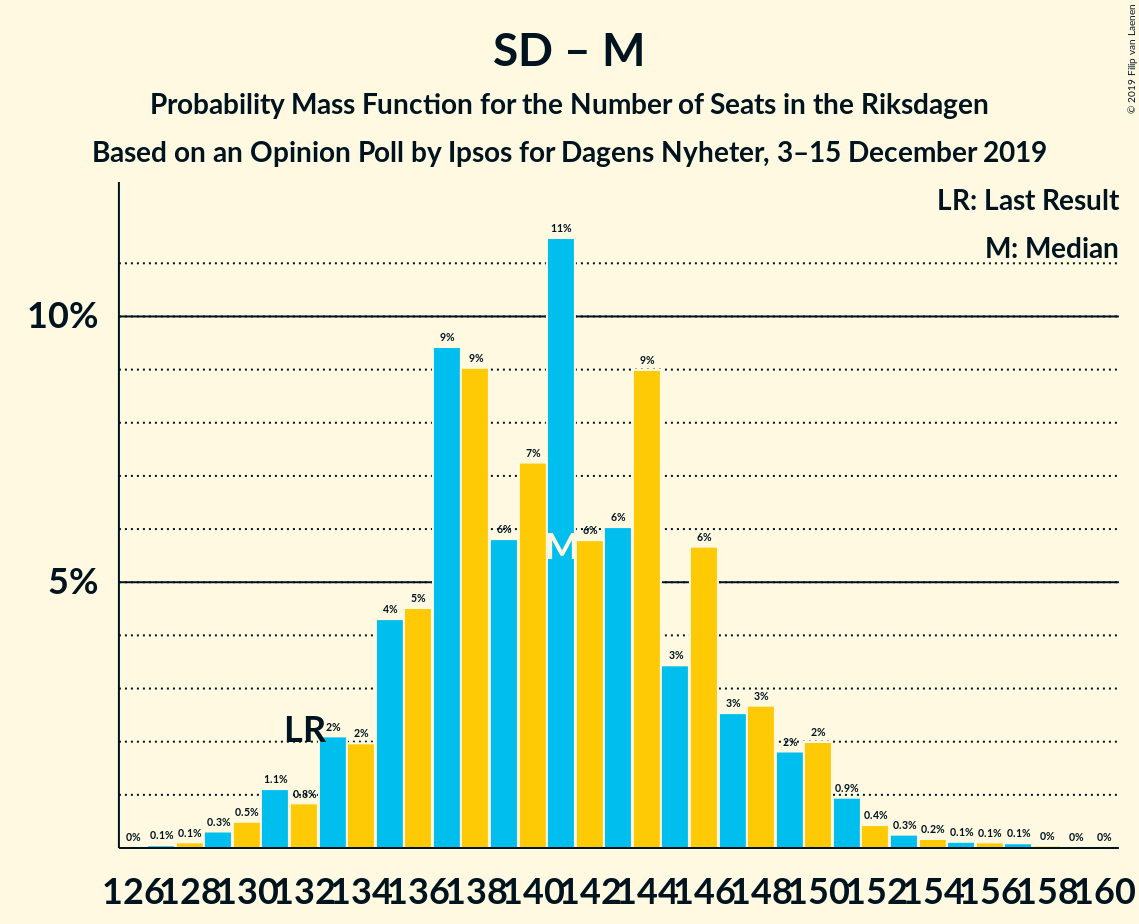 SD – M
Probability Mass Function for the Number of Seats in the Riksdagen
Based on an Opinion Poll by Ipsos for Dagens Nyheter, 3–15 December 2019
© 2019 Filip van Laenen
LR: Last Result
M: Median
10%
5%
0% 0.1% 0.1% 0.3% 0.5% 1.1% 0.8% 2% 2% 4% 5% 9% 9% 6% 7% 11% 6% 6% 9% 3% 6% 3% 3% 2% 2% 0.9% 0.4% 0.3% 0.2% 0.1% 0.1% 0.1% 0% 0% 0%
LR
M
126 128 130 132 134 136 138 140 142 144 146 148 150 152 154 156 158 160